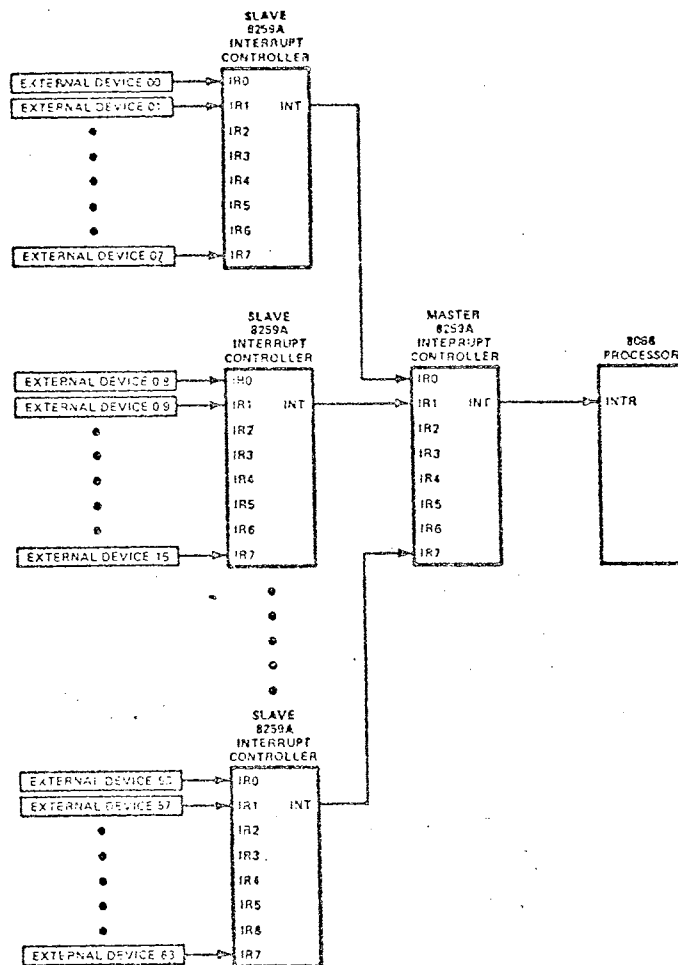 SLAVE
8259A
INTERRUPT
CONTROLLER
EXTERNAL DEVICE 00
IR0
EXTERNAL DEVICE 01
IR1
INT
IR2
IR3
IR4
IR5
IR6
EXTERNAL DEVICE 07
IR7
SLAVE
8259A
INTERRUPT
CONTROLLER
MASTER
8259A
INTERRUPT
CONTROLLER
PROCESSOR
EXTERNAL DEVICE 08
IR0
IR0
EXTERNAL DEVICE 09
IR1
INT
IR1
INT
INTR
IR2
IR2
IR3
IR3
IR4
IR4
IR5
IR5
IR6
IR6
EXTERNAL DEVICE 15
IR7
IR7
SLAVE
8259A
INTERRUPT
CONTROLLER
EXTERNAL DEVICE
IR0
EXTERNAL DEVICE 57
IR1
INT
IR2
IR3
IR4
IR5
IR6
EXTERNAL DEVICE 63
IR7